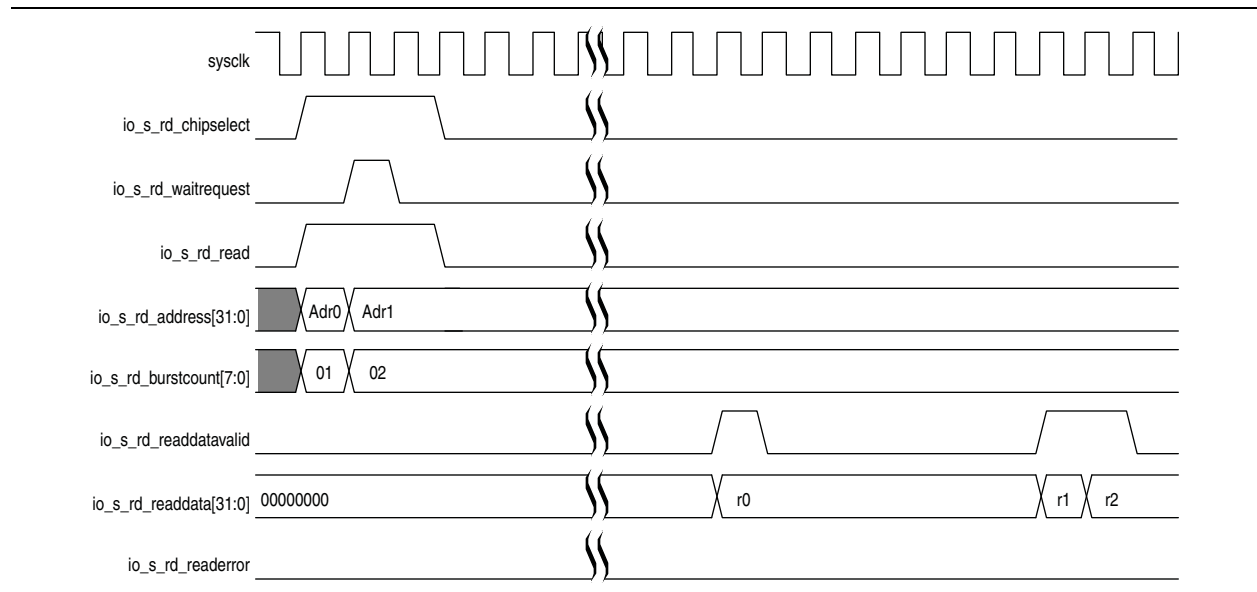 sysclk
io_s_rd_chipselect
io_s_rd_waitrequest
io_s_rd_read
io_s_rd_address[31:0] Adr0 Adr1
io_s_rd_burstcount[7:0] 01 02
io_s_rd_readdatavalid
io_s_rd_readdata[31:0] 00000000 r0 r1 r2
io_s_rd_readerror